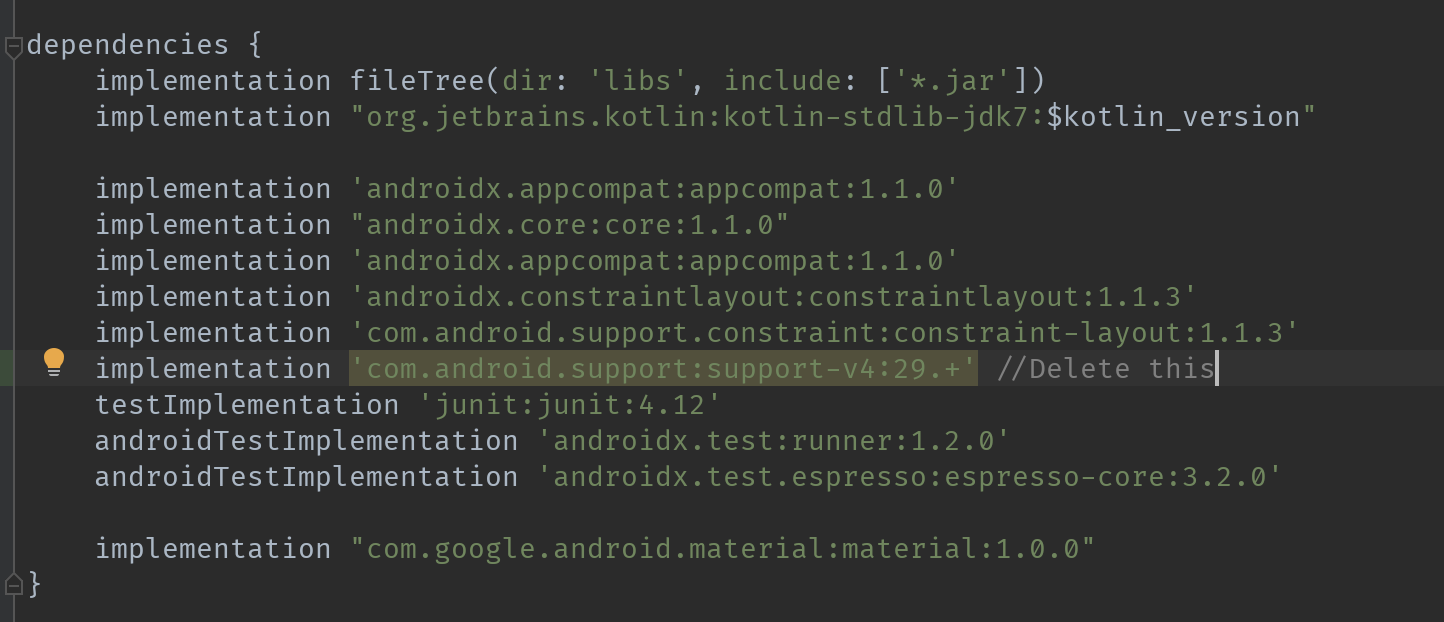 dependencies {
    implementation fileTree(dir: 'libs', include: ['*.jar'])
    implementation "org.jetbrains.kotlin:kotlin-stdlib-jdk7:$kotlin_version"

    implementation 'androidx.appcompat:appcompat:1.1.0'
    implementation "androidx.core:core:1.1.0"
    implementation 'androidx.appcompat:appcompat:1.1.0'
    implementation 'androidx.constraintlayout:constraintlayout:1.1.3'
    implementation 'com.android.support.constraint:constraint-layout:1.1.3'
    implementation 'com.android.support:support-v4:29.+' //Delete this
    testImplementation 'junit:junit:4.12'
    androidTestImplementation 'androidx.test:runner:1.2.0'
    androidTestImplementation 'androidx.test.espresso:espresso-core:3.2.0'

    implementation "com.google.android.material:material:1.0.0"
}